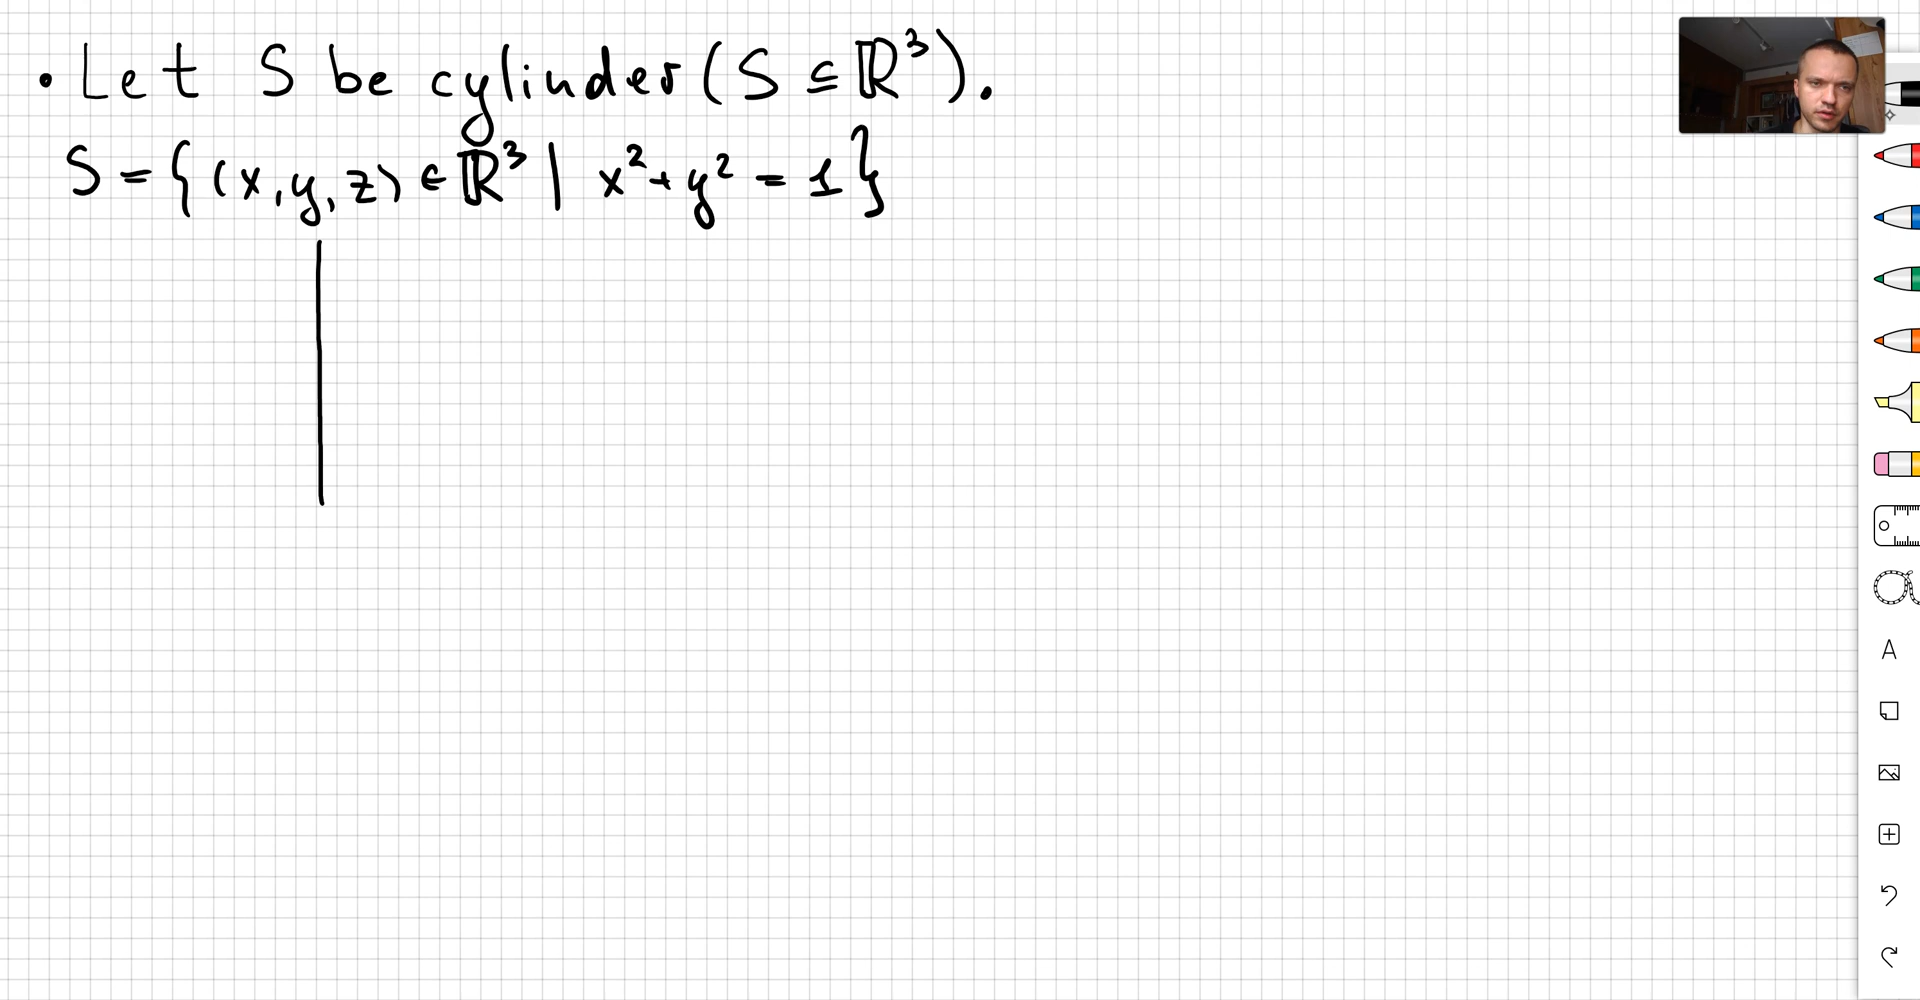 • Let S be cylinder (S ⊆ ℝ³).
S = {(x, y, z) ∈ ℝ³ | x² + y² = 1}
A